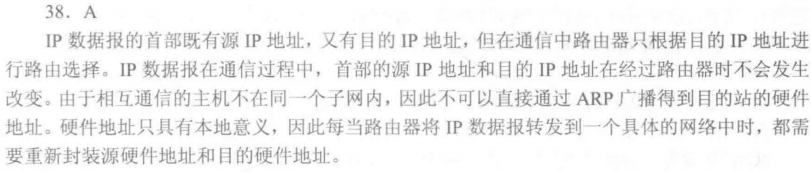 38. A
IP 数据报的首部既有源 IP 地址，又有目的 IP 地址，但在通信中路由器只根据目的 IP 地址进
行路由选择。IP 数据报在通信过程中，首部的源 IP 地址和目的 IP 地址在经过路由器时不会发生
改变。由于相互通信的主机不在同一个子网内，因此不可以直接通过 ARP 广播得到目的站的硬件
地址。硬件地址只具有本地意义，因此每当路由器将 IP 数据报转发到一个具体的网络中时，都需
要重新封装源硬件地址和目的硬件地址。